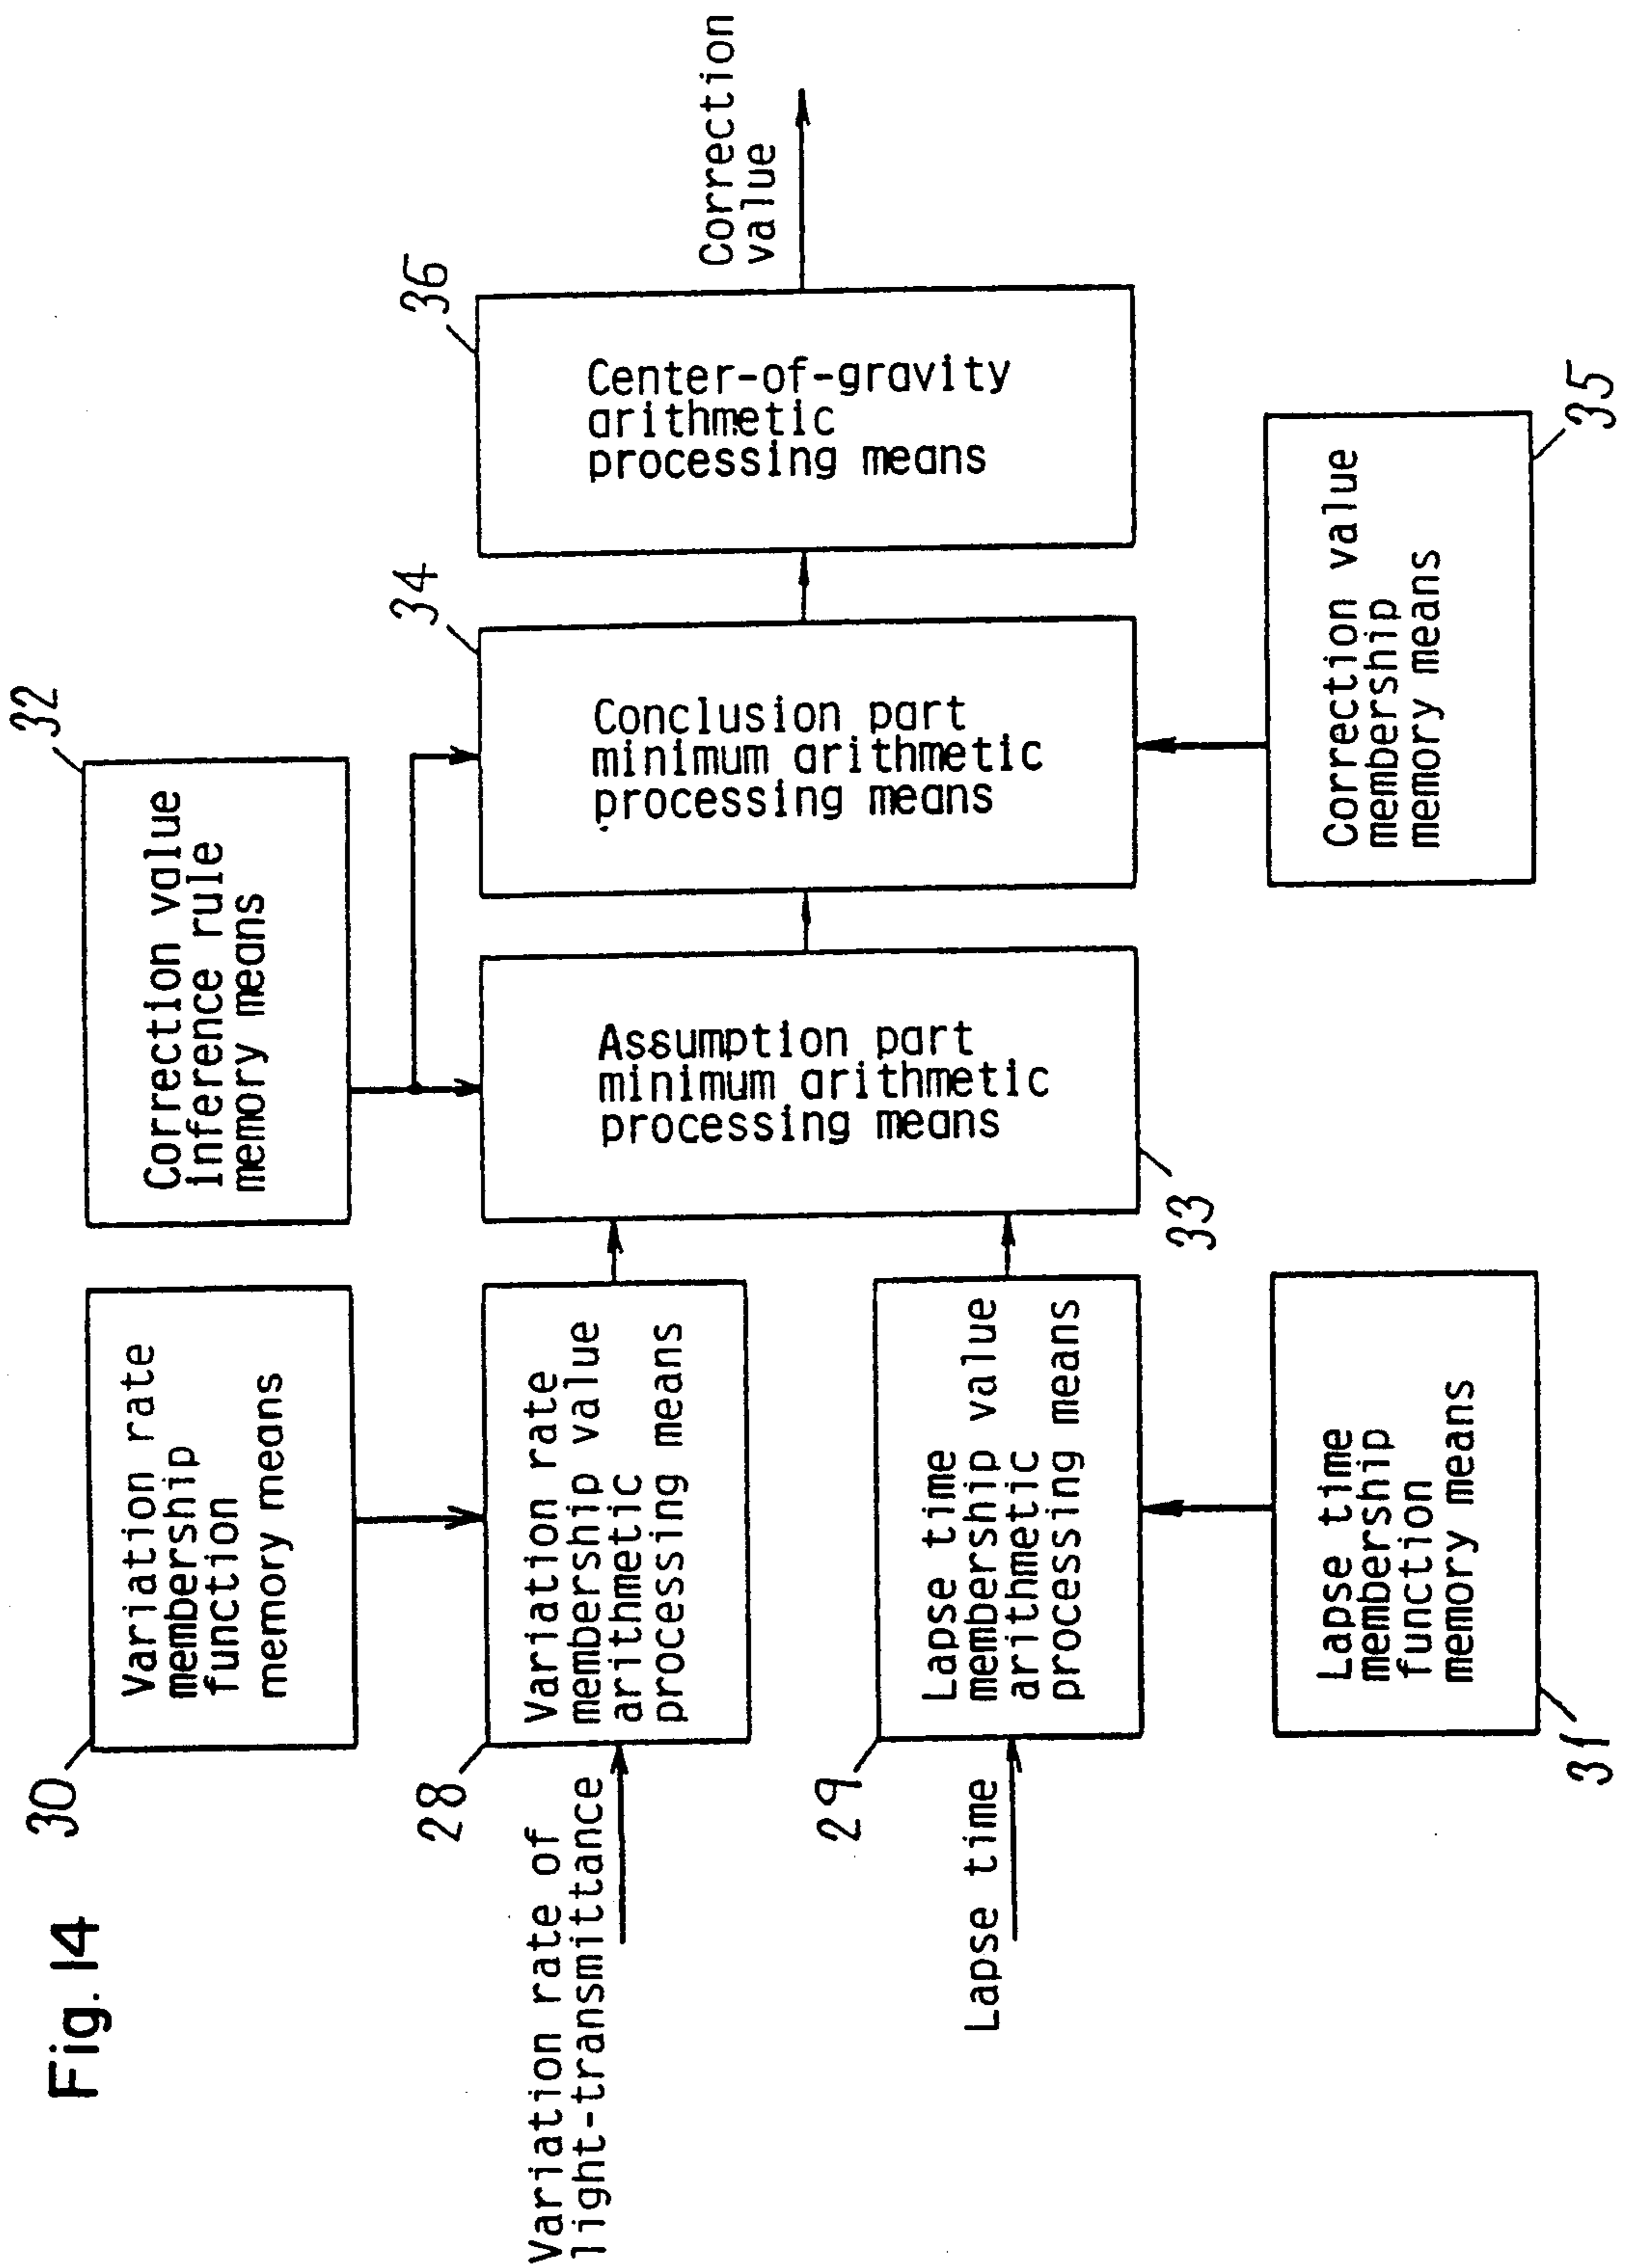 Fig. 14
30
Variation rate
membership
function
memory means
32
Correction value
inference rule
memory means
Variation rate of
light-transmittance
28
Variation rate
membership value
arithmetic
processing means
34
36
Assumption part
minimum arithmetic
processing means
Conclusion part
minimum arithmetic
processing means
Center-of-gravity
arithmetic
processing means
Correction
value
Lapse time
29
Lapse time
membership value
arithmetic
processing means
33
31
Lapse time
membership
function
memory means
Correction value
membership
memory means
35